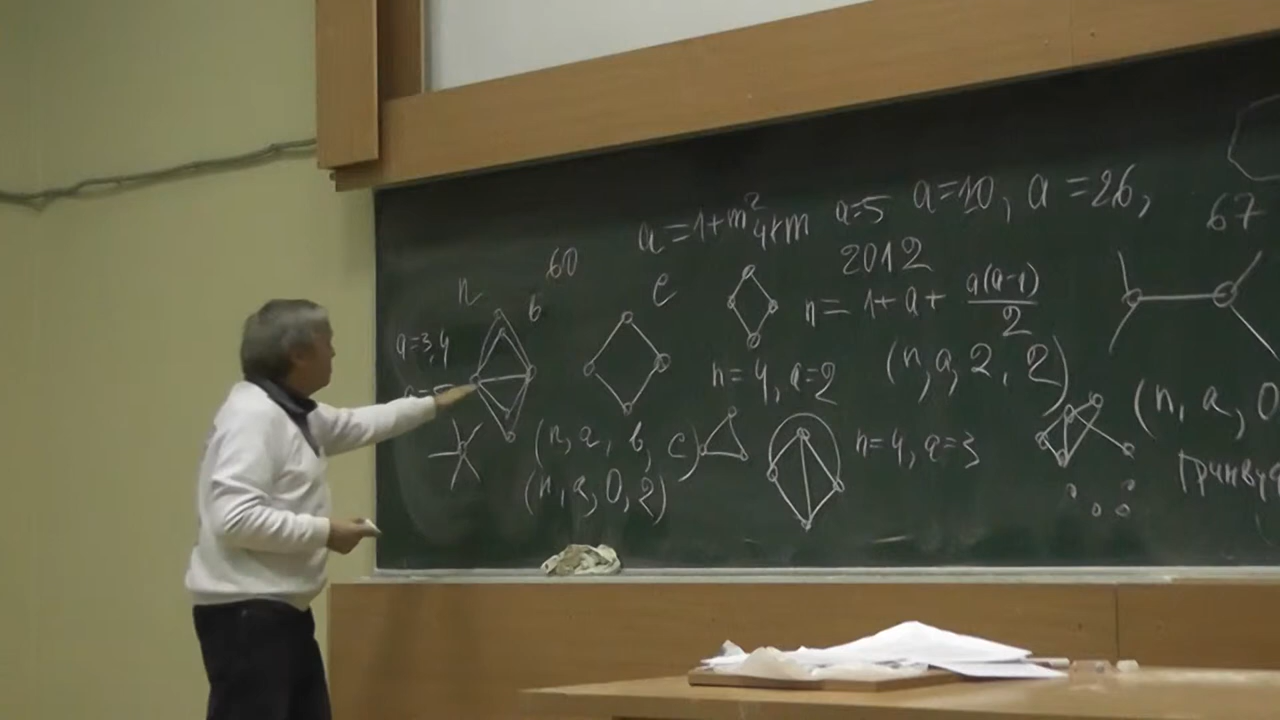 a=1+m² 4+m a=5 a=10, a=26,
67
60
2012
n
b
c
n=1+a+ a(a-1)/2
a=3,4
n=4, a=2
(n,a,2,2)
(n, a, 0
(n, a, b, c)
n=4, a=3
(n, a, 0, 2)